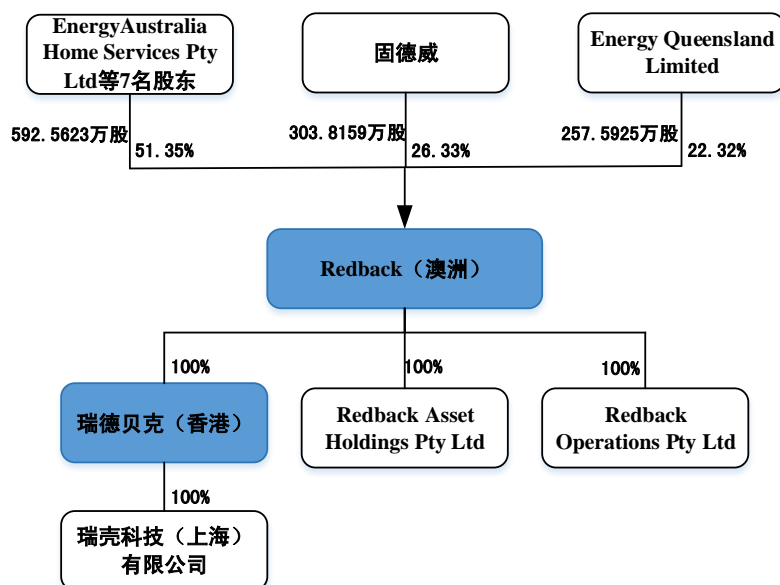 EnergyAustralia
Home Services Pty
Ltd等7名股东
固德威
Energy Queensland
Limited
592.5623万股
51.35%
303.8159万股
26.33%
257.5925万股
22.32%
Redback（澳洲）
100%
100%
100%
瑞德贝克（香港）
Redback Asset
Holdings Pty Ltd
Redback
Operations Pty Ltd
100%
瑞壳科技（上海）
有限公司